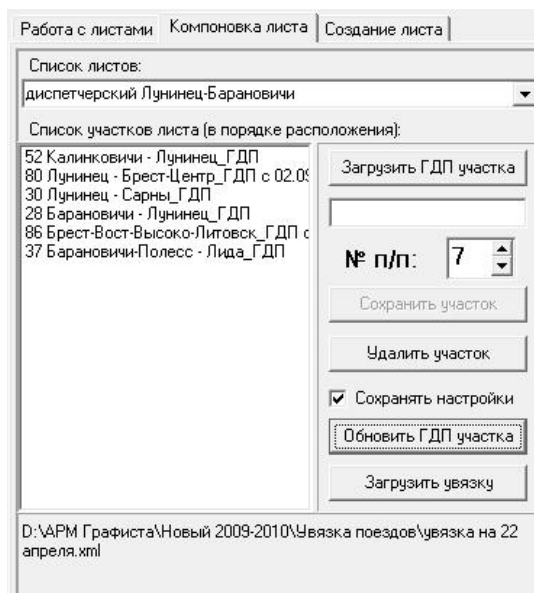 Работа с листами Компоновка листа Создание листа
Список листов:
диспетчерский Лунинец-Барановичи
Список участков листа (в порядке расположения):
52 Калинковичи - Лунинец_ГДП
80 Лунинец - Брест-Центр_ГДП с 02.09
30 Лунинец - Сарны_ГДП
28 Барановичи - Лунинец_ГДП
86 Брест-Вост-Высоко-Литовск_ГДП с
37 Барановичи-Полесс - Лида_ГДП
Загрузить ГДП участка
№ п/п: 7
Сохранить участок
Удалить участок
Сохранять настройки
Обновить ГДП участка
Загрузить увязку
D:\АРМ Графиста\Новый 2009-2010\Увязка поездов\увязка на 22
апреля.xml